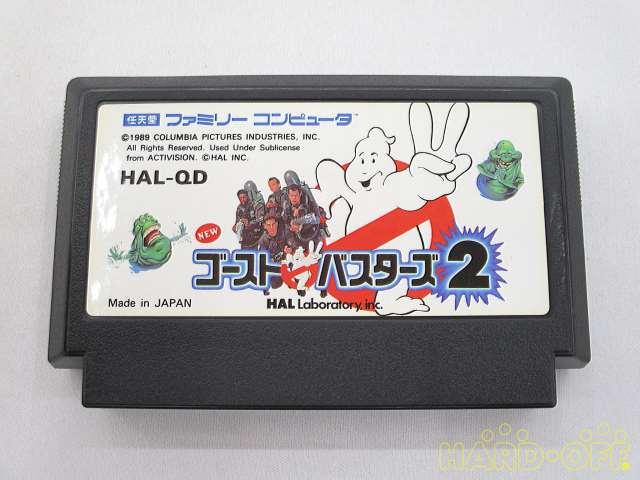 任天堂 ファミリー コンピュータ™
©1989 COLUMBIA PICTURES INDUSTRIES, INC.
All Rights Reserved. Used Under Sublicense
from ACTIVISION. ©HAL INC.
HAL-QD
NEW
ゴーストバスターズ2
Made in JAPAN
HAL Laboratory, inc.
HARD·OFF